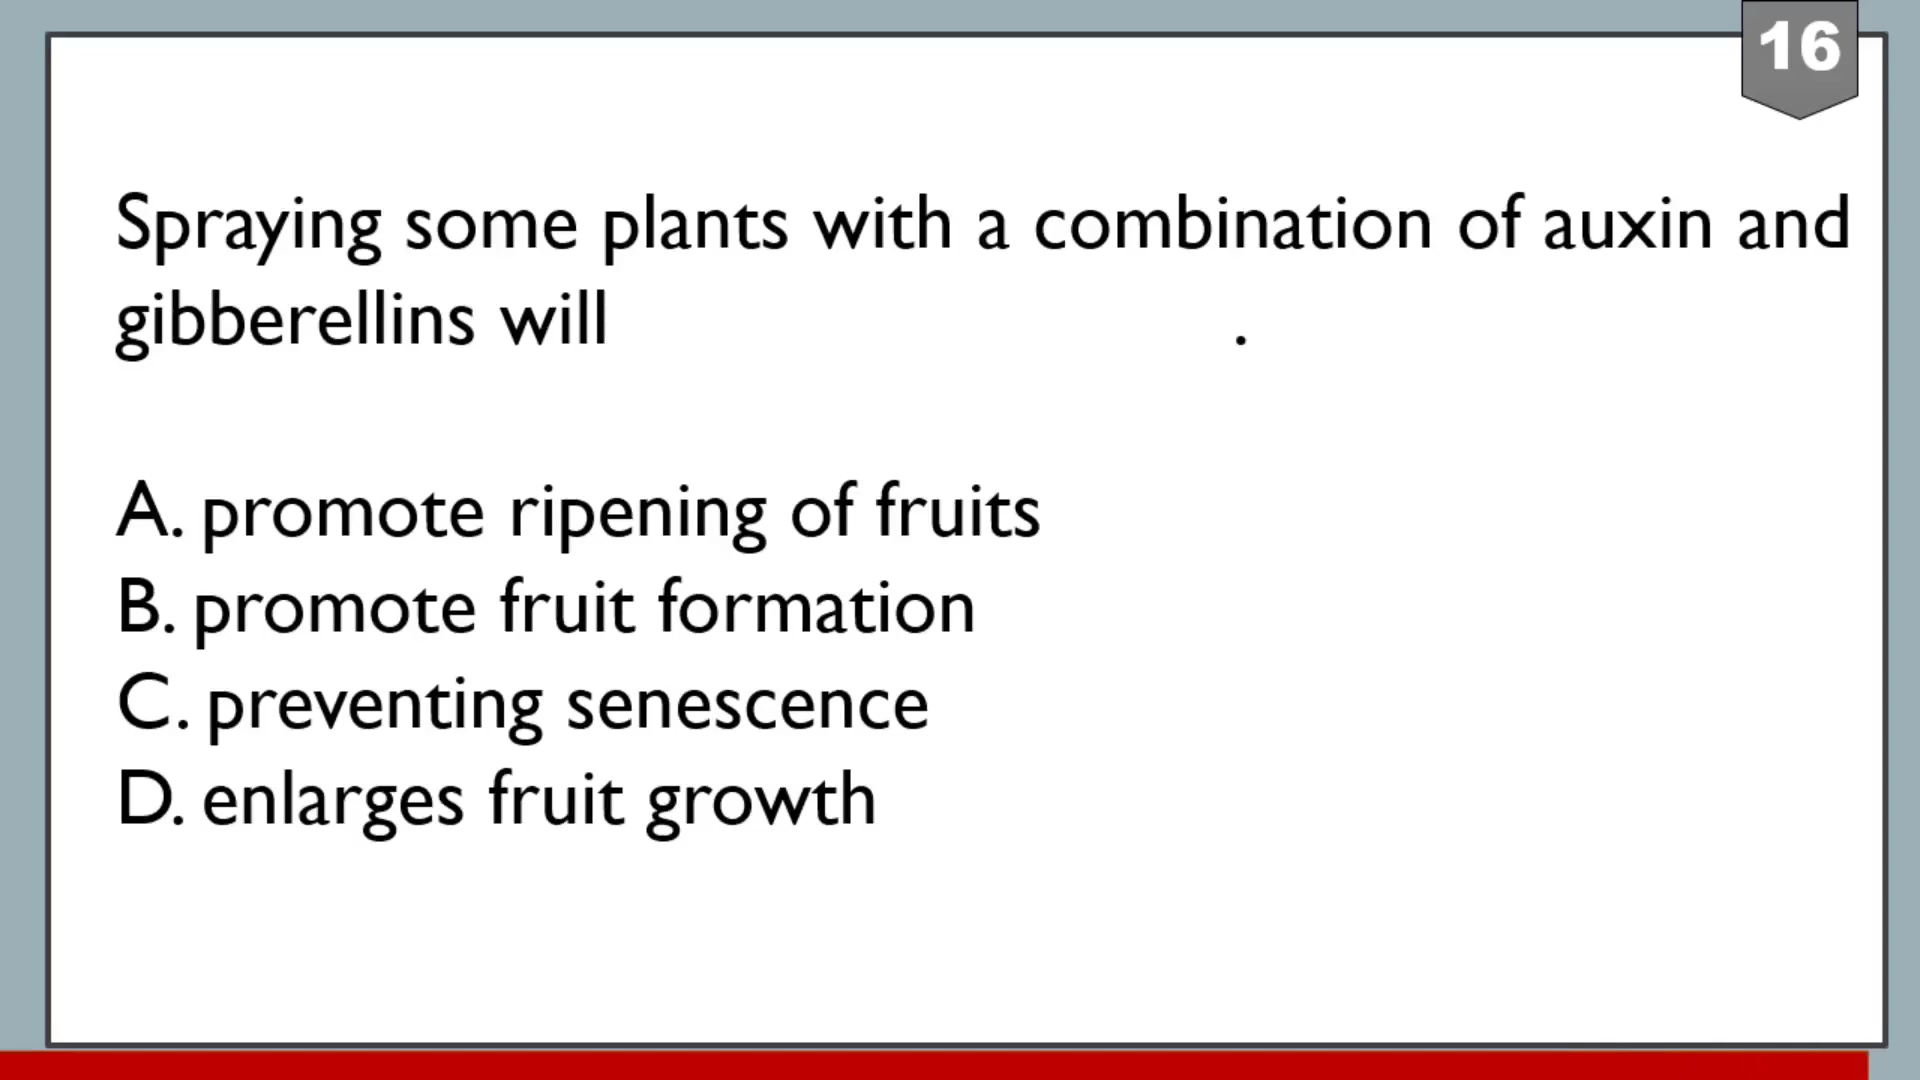 16
Spraying some plants with a combination of auxin and
gibberellins will .
A. promote ripening of fruits
B. promote fruit formation
C. preventing senescence
D. enlarges fruit growth